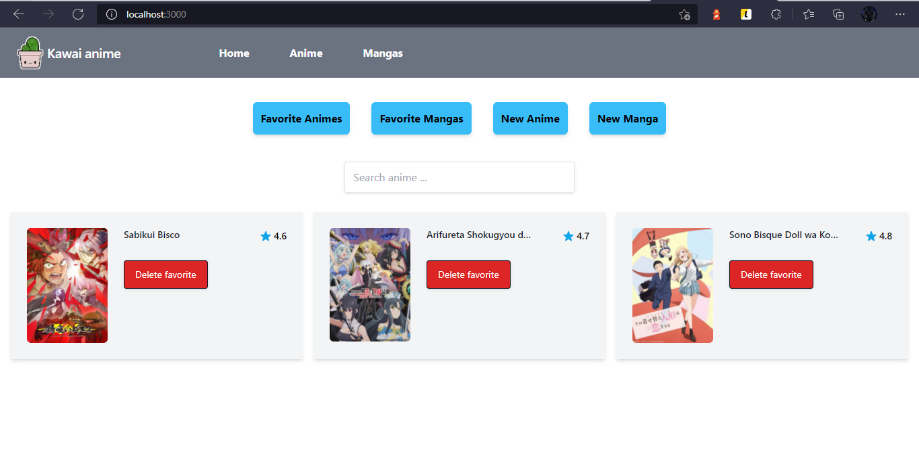 localhost:3000
Kawai anime
Home
Anime
Mangas
Favorite Animes
Favorite Mangas
New Anime
New Manga
Search anime ...
Sabikui Bisco
4.6
Delete favorite
Arifureta Shokugyou d...
4.7
Delete favorite
Sono Bisque Doll wa Ko...
4.8
Delete favorite